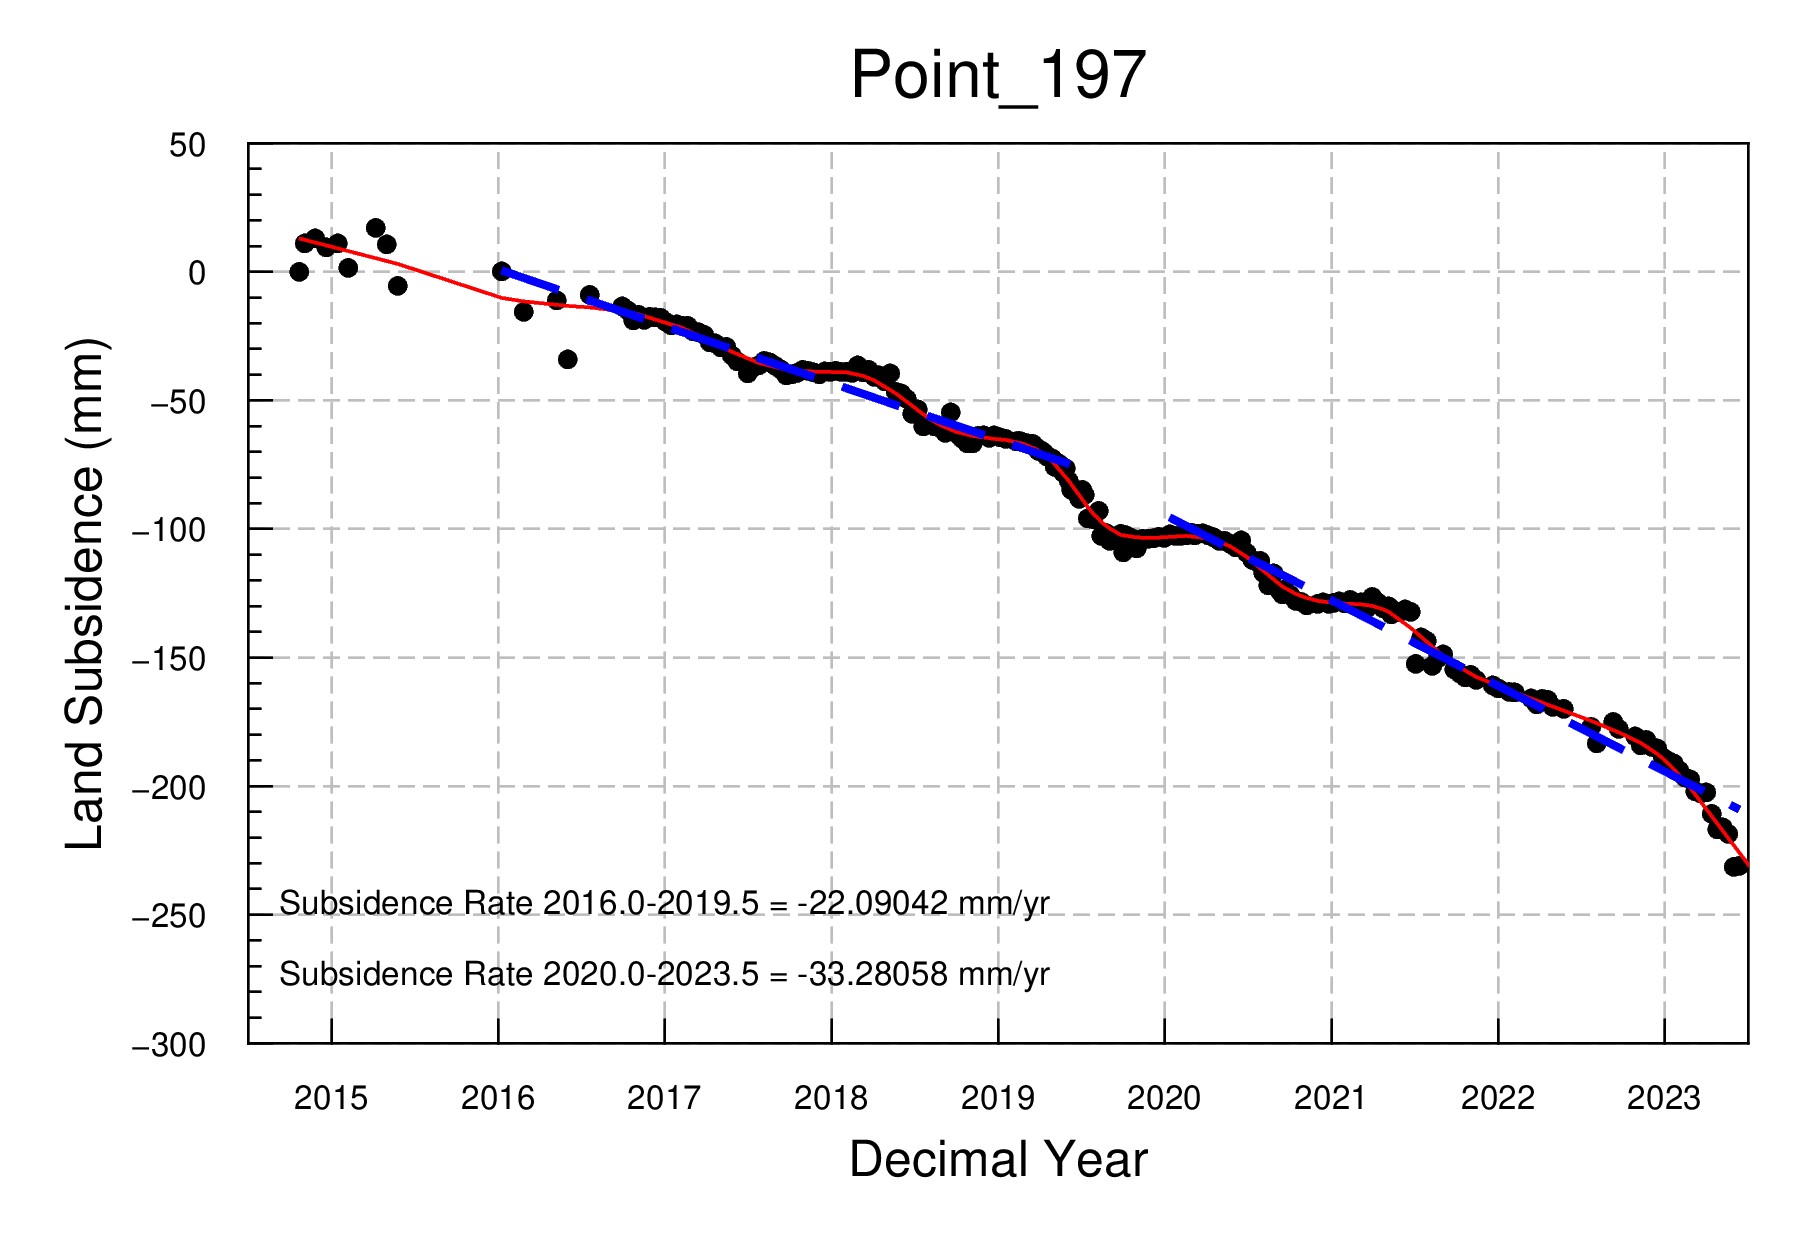 Point_197
50
0
−50
−100
−150
−200
−250
−300
Land Subsidence (mm)
Subsidence Rate 2016.0-2019.5 = -22.09042 mm/yr
Subsidence Rate 2020.0-2023.5 = -33.28058 mm/yr
2015 2016 2017 2018 2019 2020 2021 2022 2023
Decimal Year